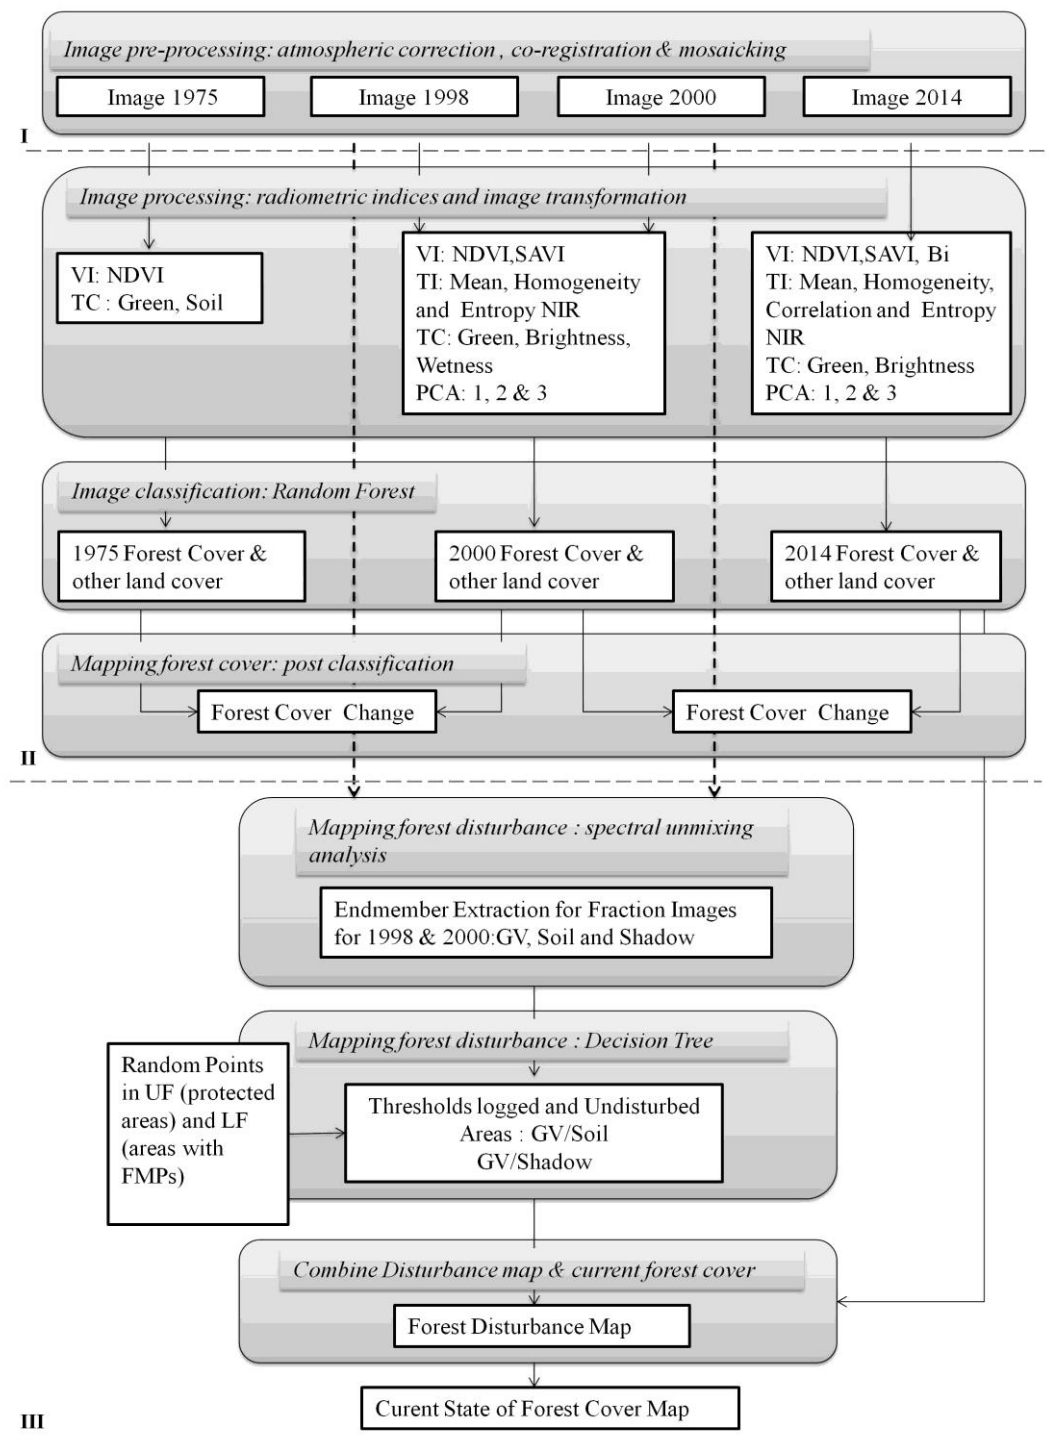 Image pre-processing: atmospheric correction , co-registration & mosaicking
Image 1975
Image 1998
Image 2000
Image 2014
I
Image processing: radiometric indices and image transformation
VI: NDVI
TC : Green, Soil
VI: NDVI,SAVI
TI: Mean, Homogeneity
and Entropy NIR
TC: Green, Brightness,
Wetness
PCA: 1, 2 & 3
VI: NDVI,SAVI, Bi
TI: Mean, Homogeneity,
Correlation and Entropy
NIR
TC: Green, Brightness
PCA: 1, 2 & 3
Image classification: Random Forest
1975 Forest Cover &
other land cover
2000 Forest Cover &
other land cover
2014 Forest Cover &
other land cover
Mapping forest cover: post classification
Forest Cover Change
Forest Cover Change
II
Mapping forest disturbance : spectral unmixing
analysis
Endmember Extraction for Fraction Images
for 1998 & 2000:GV, Soil and Shadow
Mapping forest disturbance : Decision Tree
Random Points
in UF (protected
areas) and LF
(areas with
FMPs)
Thresholds logged and Undisturbed
Areas : GV/Soil
GV/Shadow
Combine Disturbance map & current forest cover
Forest Disturbance Map
Curent State of Forest Cover Map
III